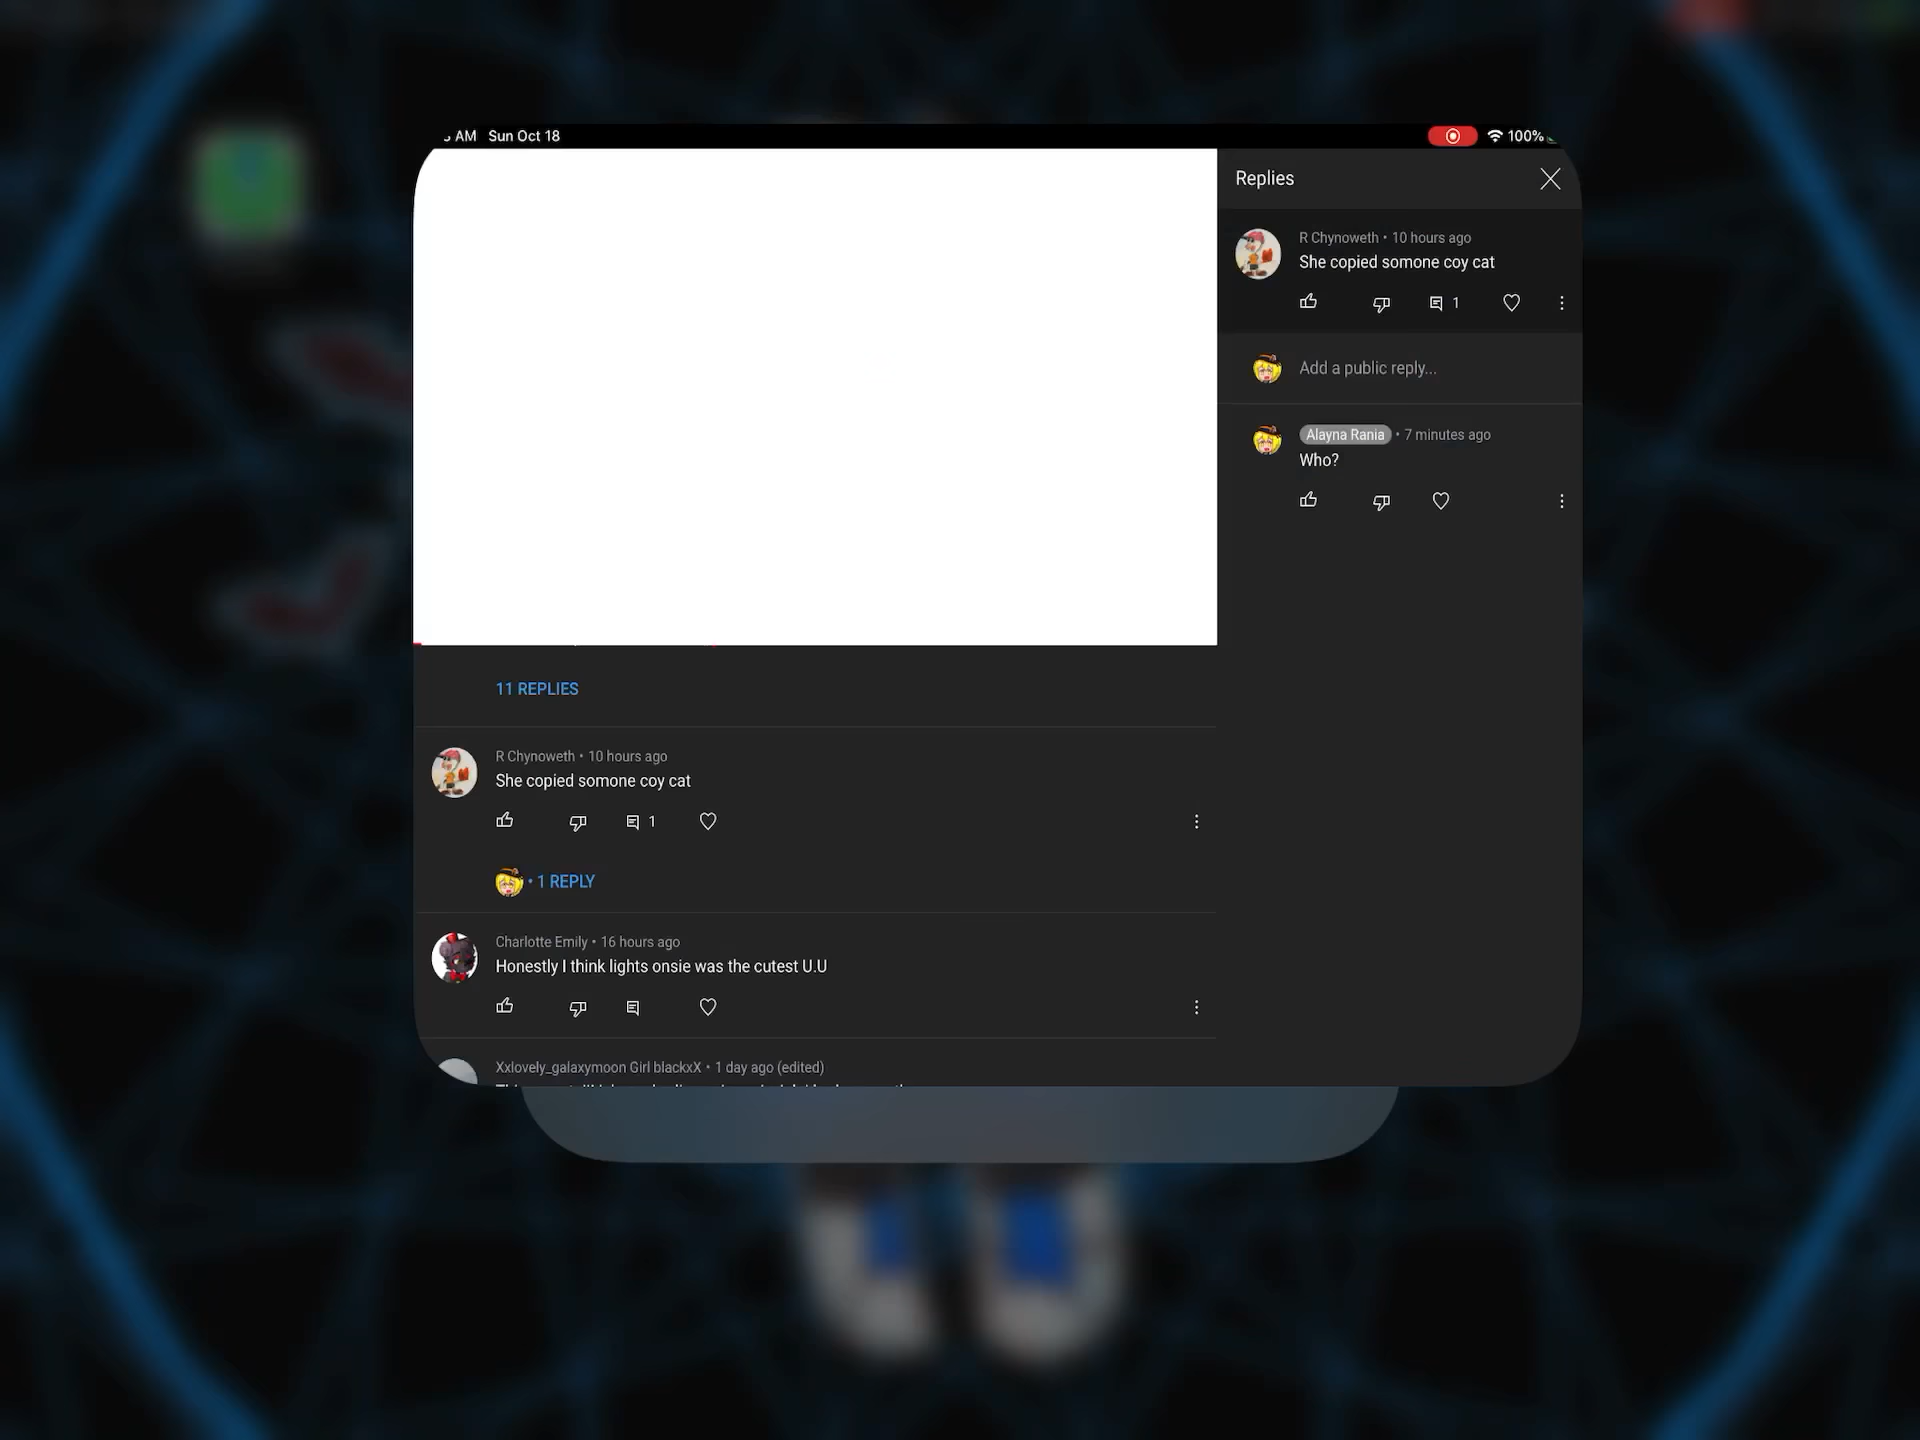 AM Sun Oct 18
100%
Replies
R Chynoweth • 10 hours ago
She copied somone coy cat
1
Add a public reply...
Alayna Rania • 7 minutes ago
Who?
11 REPLIES
R Chynoweth • 10 hours ago
She copied somone coy cat
1
• 1 REPLY
Charlotte Emily • 16 hours ago
Honestly I think lights onsie was the cutest U.U
Xxlovely_galaxymoon Girl blackxX • 1 day ago (edited)